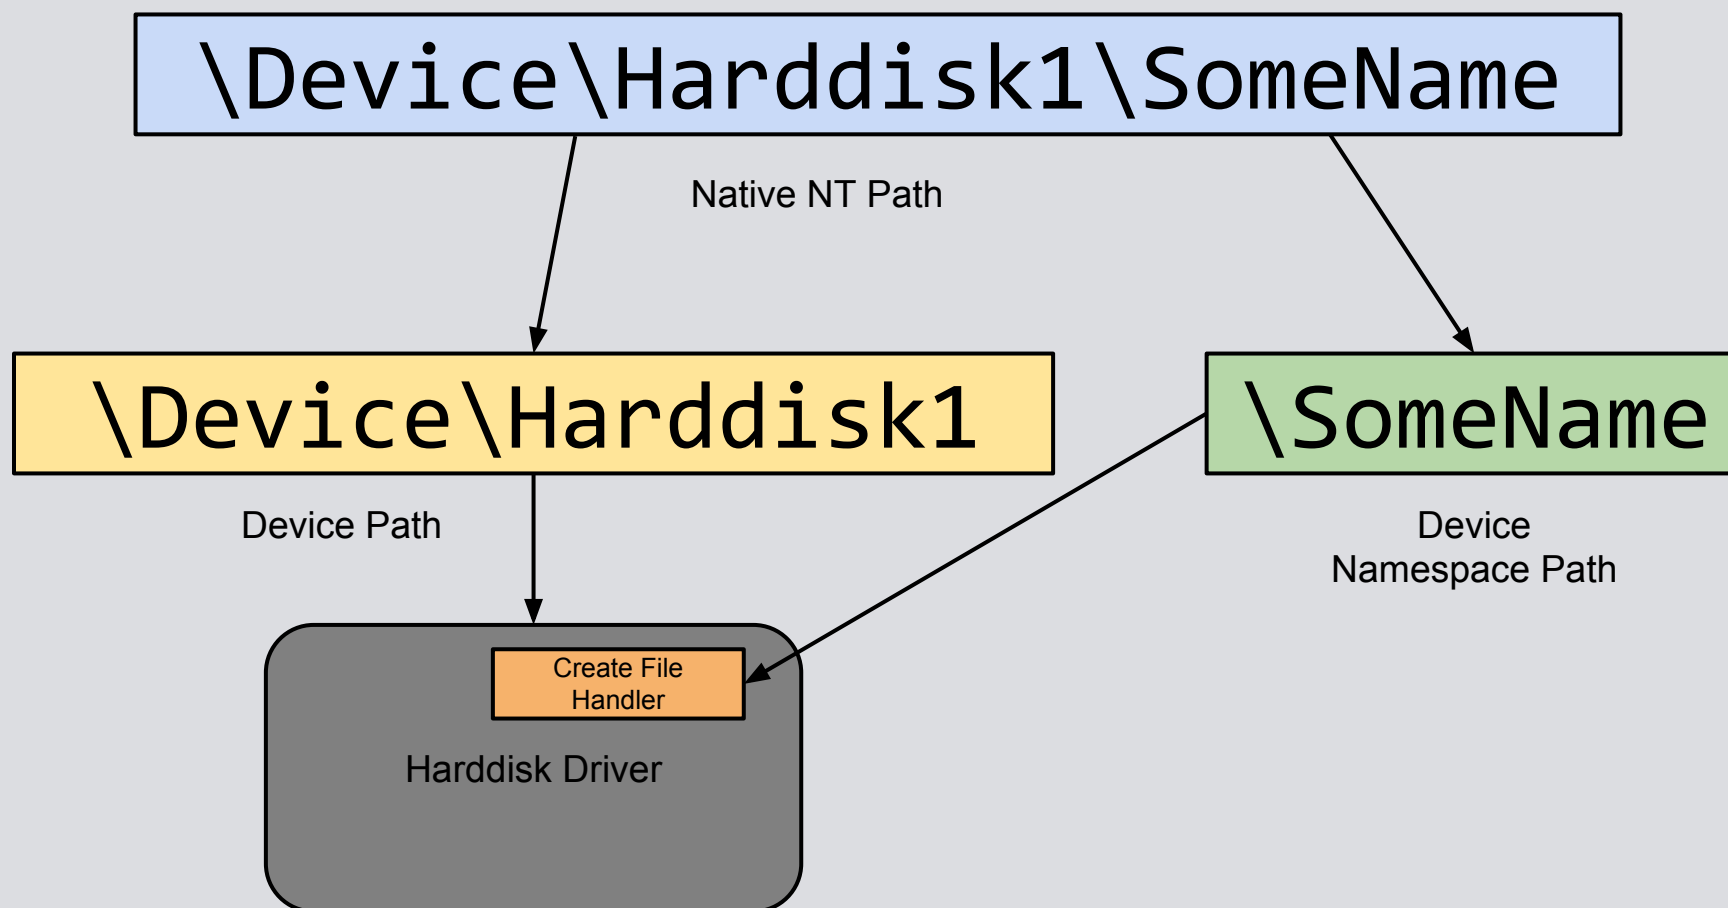 \Device\Harddisk1\SomeName
Native NT Path
\Device\Harddisk1
\SomeName
Device Path
Device
Namespace Path
Create File
Handler
Harddisk Driver